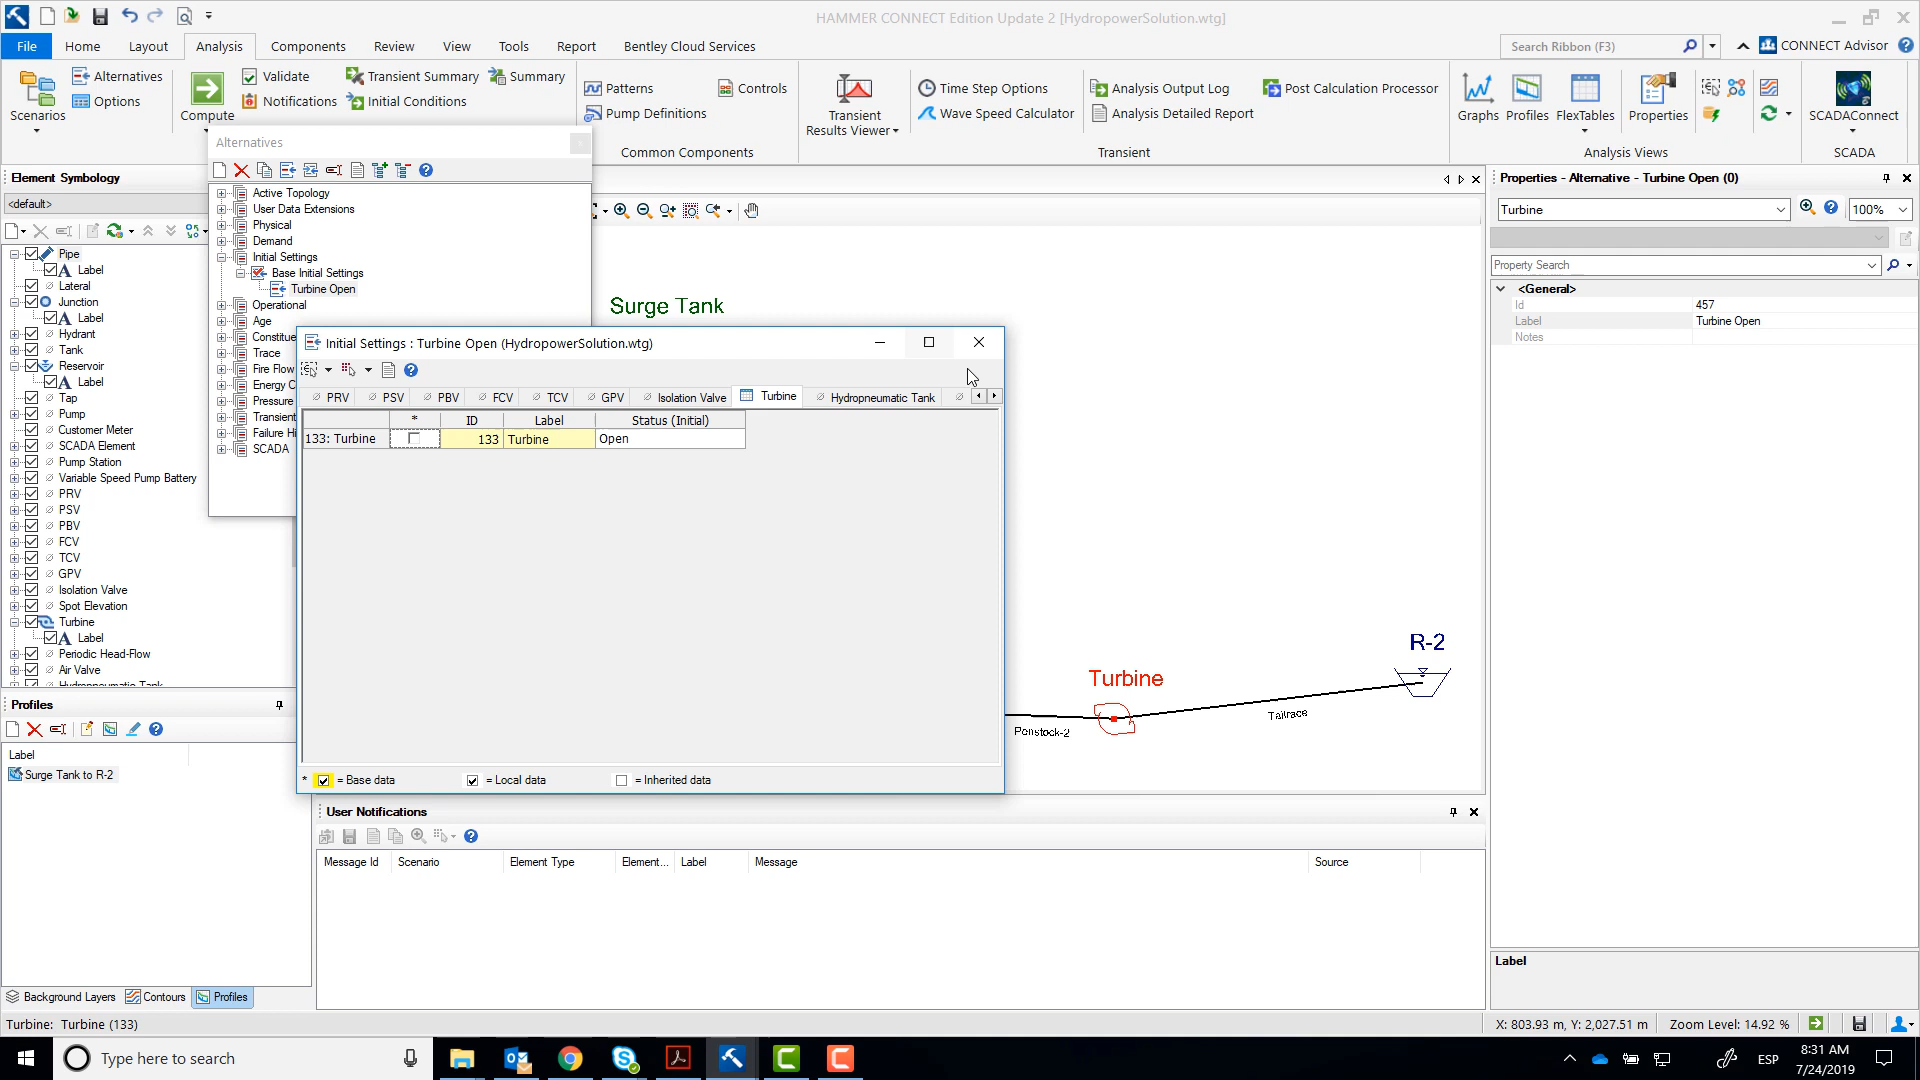 HAMMER CONNECT Edition Update 2 [HydropowerSolution.wtg]
File Home Layout Analysis Components Review View Tools Report Bentley Cloud Services
Search Ribbon (F3)
CONNECT Advisor
Scenarios
Alternatives
Options
Compute
Validate
Notifications
Transient Summary
Initial Conditions
Summary
Patterns
Pump Definitions
Controls
Common Components
Transient
Results Viewer
Time Step Options
Wave Speed Calculator
Analysis Output Log
Analysis Detailed Report
Post Calculation Processor
Transient
Graphs Profiles FlexTables Properties
Analysis Views
SCADAConnect
SCADA
Element Symbology
<default>
Pipe
Label
Lateral
Junction
Label
Hydrant
Tank
Reservoir
Label
Tap
Pump
Customer Meter
SCADA Element
Pump Station
Variable Speed Pump Battery
PRV
PSV
PBV
FCV
TCV
GPV
Isolation Valve
Spot Elevation
Turbine
Label
Periodic Head-Flow
Air Valve
Hydropneumatic Tank
Alternatives
Active Topology
User Data Extensions
Physical
Demand
Initial Settings
Base Initial Settings
Turbine Open
Operational
Age
Constitue
Trace
Fire Flow
Energy C
Pressure
Transient
Failure Hi
SCADA
Surge Tank
Initial Settings : Turbine Open (HydropowerSolution.wtg)
PRV PSV PBV FCV TCV GPV Isolation Valve Turbine Hydropneumatic Tank
* ID Label Status (Initial)
133: Turbine 133 Turbine Open
* = Base data = Local data = Inherited data
Turbine
Penstock-2
Tailrace
R-2
Profiles
Label
Surge Tank to R-2
Background Layers Contours Profiles
User Notifications
Message Id Scenario Element Type Element... Label Message Source
Properties - Alternative - Turbine Open (0)
Turbine
100%
Property Search
<General>
Id 457
Label Turbine Open
Notes
Label
Turbine: Turbine (133)
X: 803.93 m, Y: 2,027.51 m Zoom Level: 14.92 %
Type here to search
ESP
8:31 AM
7/24/2019